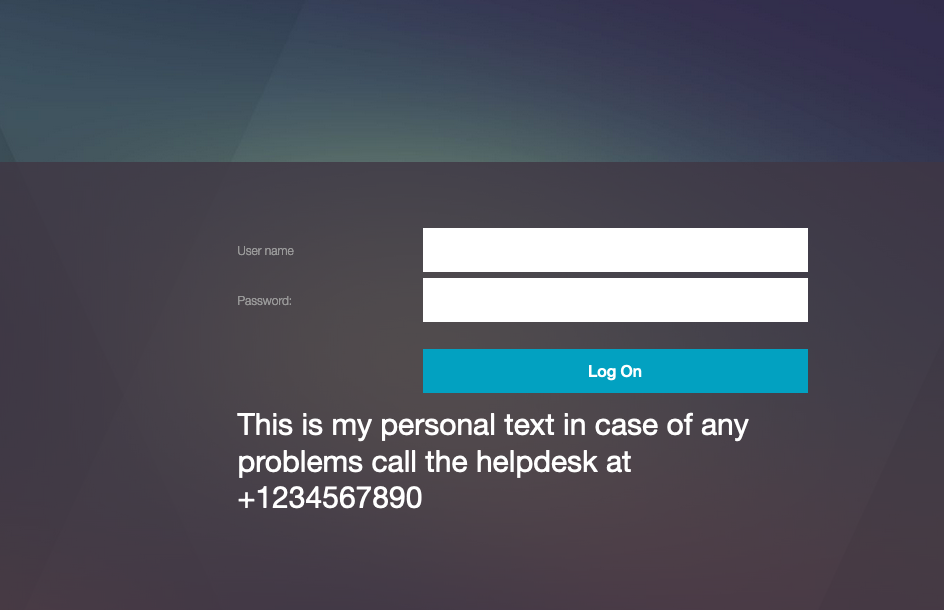 User name
Password:
Log On
This is my personal text in case of any
problems call the helpdesk at
+1234567890